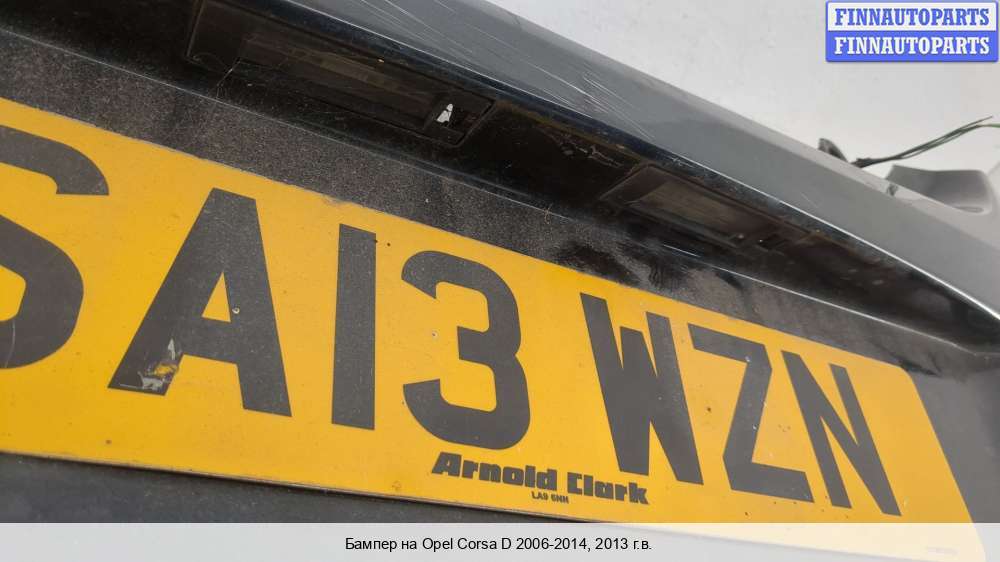 FINNAUTOPARTS
FINNAUTOPARTS
SA13 WZN
Arnold Clark
LA9 6NH
Бампер на Opel Corsa D 2006-2014, 2013 г.в.